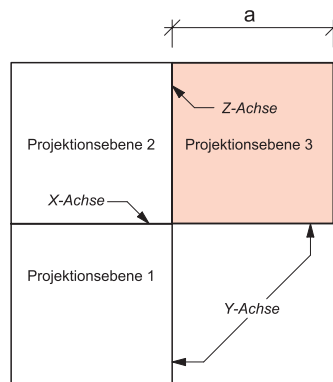 a
Z-Achse
Projektionsebene 2
Projektionsebene 3
X-Achse
Projektionsebene 1
Y-Achse